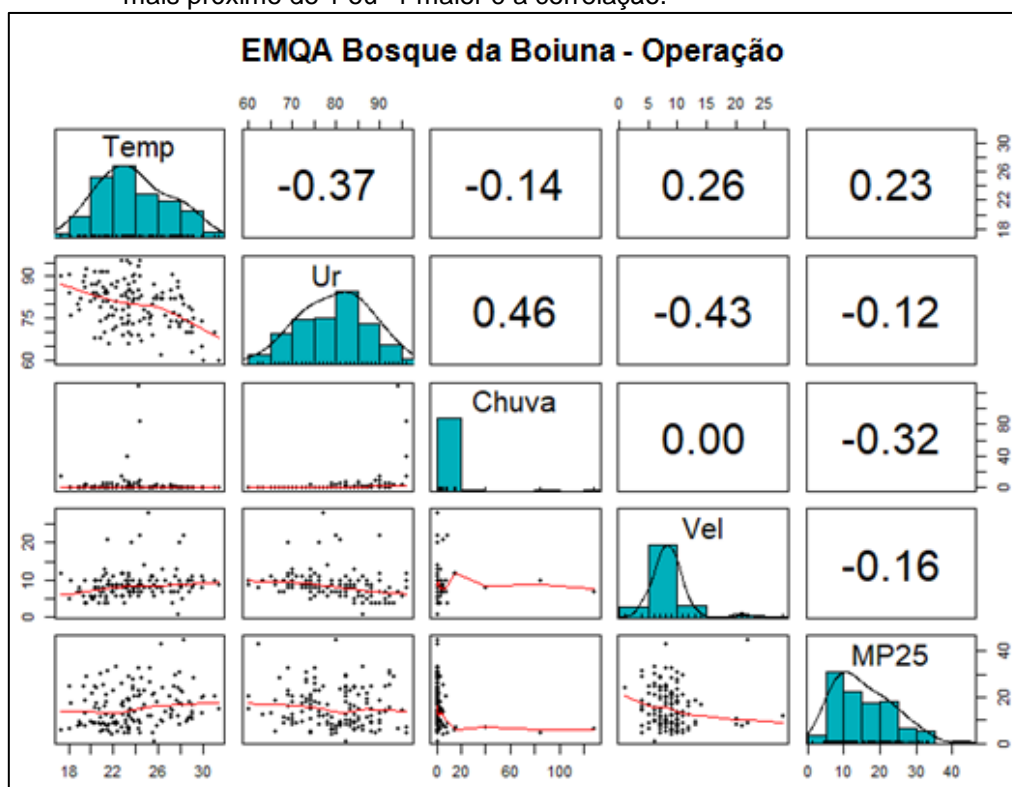 mais próximo de 1 ou -1 maior é a correlação.
EMQA Bosque da Boiuna - Operação
60 70 80 90
0 5 10 15 20 25
Temp
-0.37
-0.14
0.26
0.23
18 22 26 30
60 75 90
Ur
0.46
-0.43
-0.12
Chuva
0.00
-0.32
0 40 80
0 10 20
Vel
-0.16
MP25
0 20 40
18 22 26 30
0 20 60 100
0 10 20 30 40